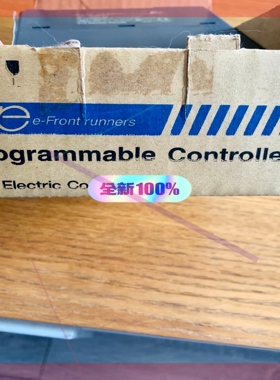 e e-Front runners
ogrammable Controlle
Electric Co
全新100%